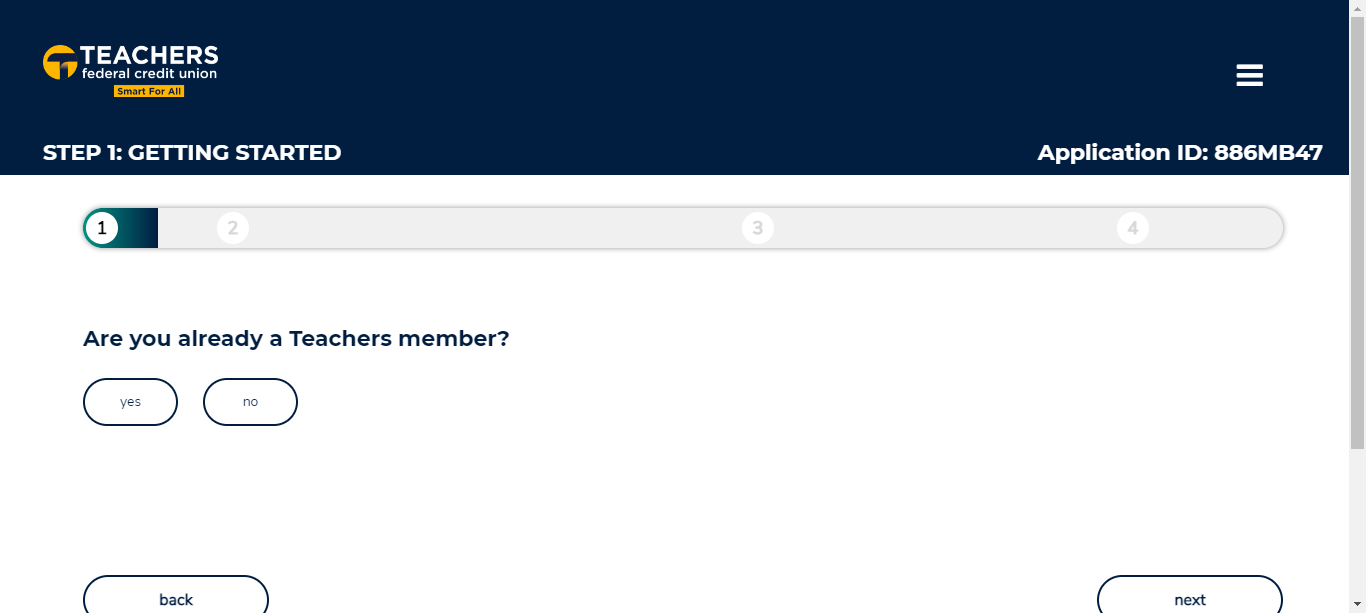 TEACHERS
federal credit union
Smart For All
STEP 1: GETTING STARTED
Application ID: 886MB47
1 2 3 4
Are you already a Teachers member?
yes no
back next